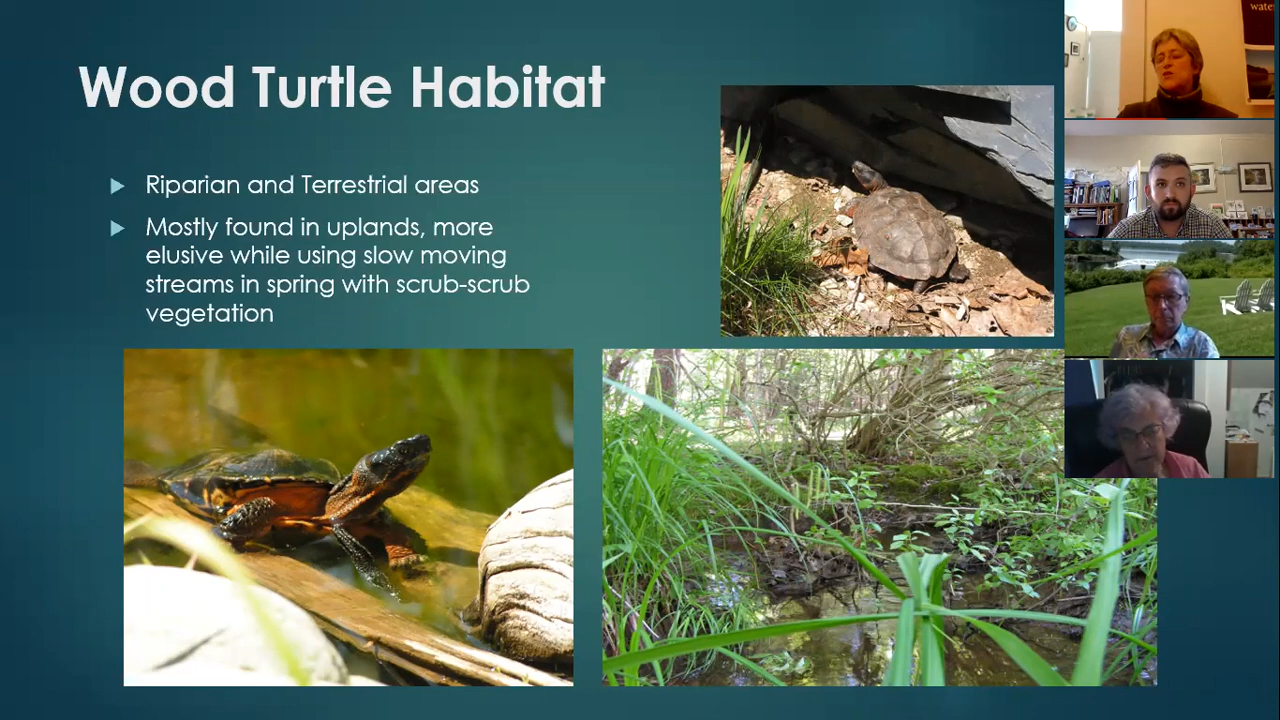 Wood Turtle Habitat
Riparian and Terrestrial areas
Mostly found in uplands, more
elusive while using slow moving
streams in spring with scrub-scrub
vegetation
water